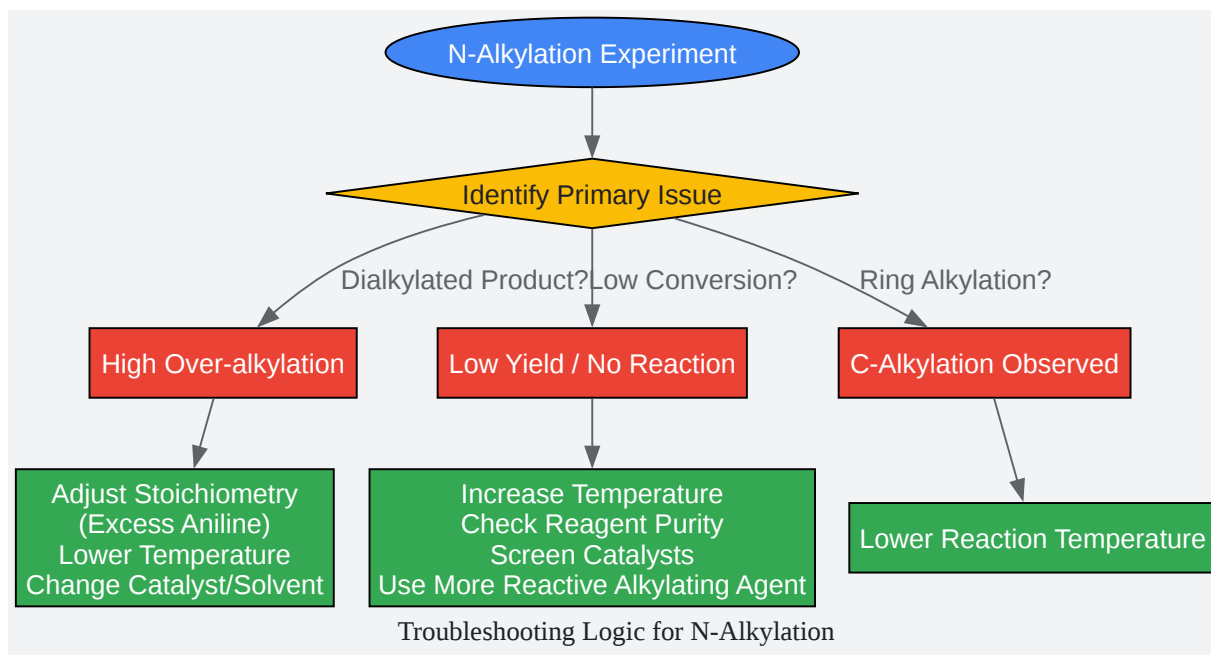 N-Alkylation Experiment
Identify Primary Issue
Dialkylated Product?
Low Conversion?
Ring Alkylation?
High Over-alkylation
Low Yield / No Reaction
C-Alkylation Observed
Adjust Stoichiometry
(Excess Aniline)
Lower Temperature
Change Catalyst/Solvent
Increase Temperature
Check Reagent Purity
Screen Catalysts
Use More Reactive Alkylating Agent
Lower Reaction Temperature
Troubleshooting Logic for N-Alkylation